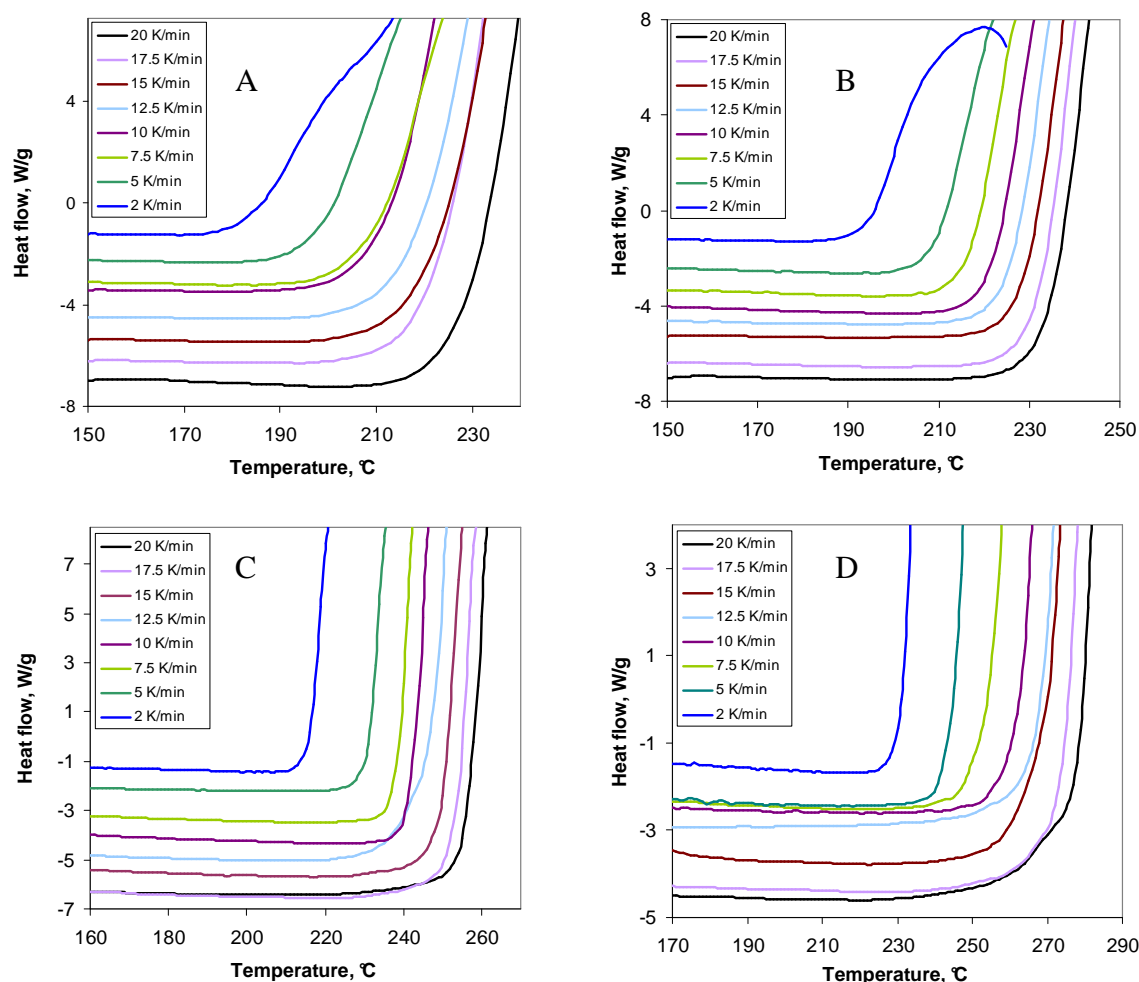 A
20 K/min
17.5 K/min
15 K/min
12.5 K/min
10 K/min
7.5 K/min
5 K/min
2 K/min
Heat flow, W/g
4
0
-4
-8
150 170 190 210 230
Temperature, °C
B
20 K/min
17.5 K/min
15 K/min
12.5 K/min
10 K/min
7.5 K/min
5 K/min
2 K/min
Heat flow, W/g
8
4
0
-4
-8
150 170 190 210 230 250
Temperature, °C
C
20 K/min
17.5 K/min
15 K/min
12.5 K/min
10 K/min
7.5 K/min
5 K/min
2 K/min
Heat flow, W/g
7
5
3
1
-1
-3
-5
-7
160 180 200 220 240 260
Temperature, °C
D
20 K/min
17.5 K/min
15 K/min
12.5 K/min
10 K/min
7.5 K/min
5 K/min
2 K/min
Heat flow, W/g
3
1
-1
-3
-5
170 190 210 230 250 270 290
Temperature, °C